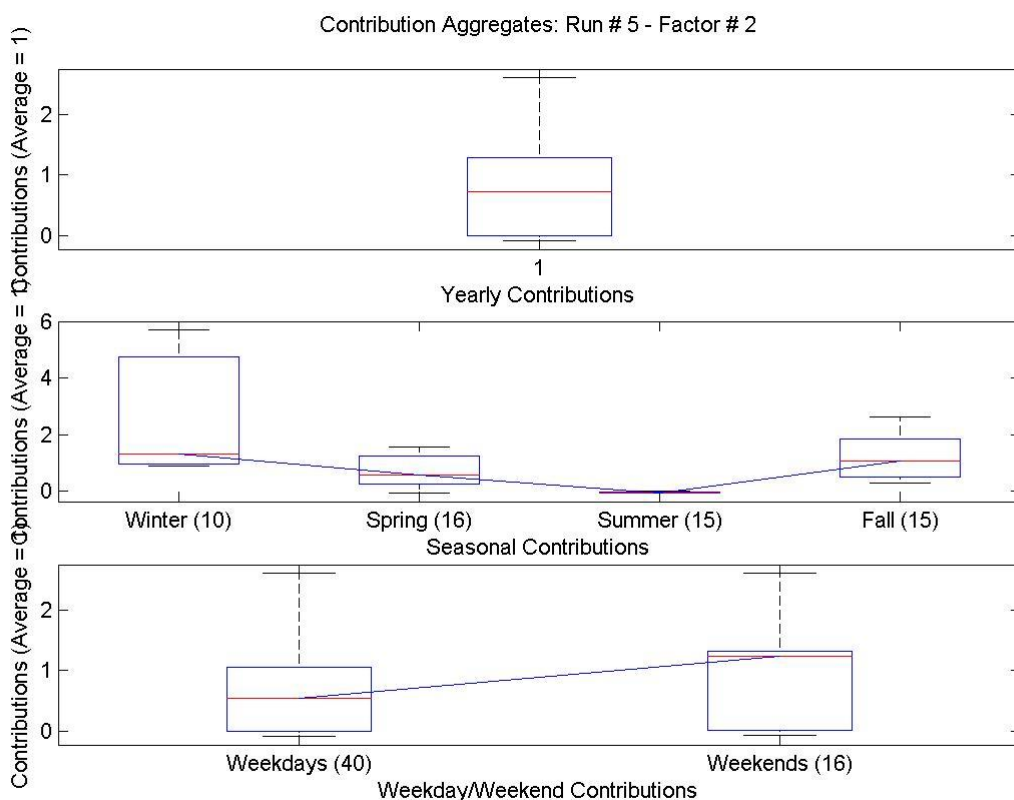 Contribution Aggregates: Run # 5 - Factor # 2
Contributions (Average = 1)
2
1
0
1
Yearly Contributions
Contributions (Average = 1)
6
4
2
0
Winter (10) Spring (16) Summer (15) Fall (15)
Seasonal Contributions
Contributions (Average = 1)
2
1
0
Weekdays (40) Weekends (16)
Weekday/Weekend Contributions